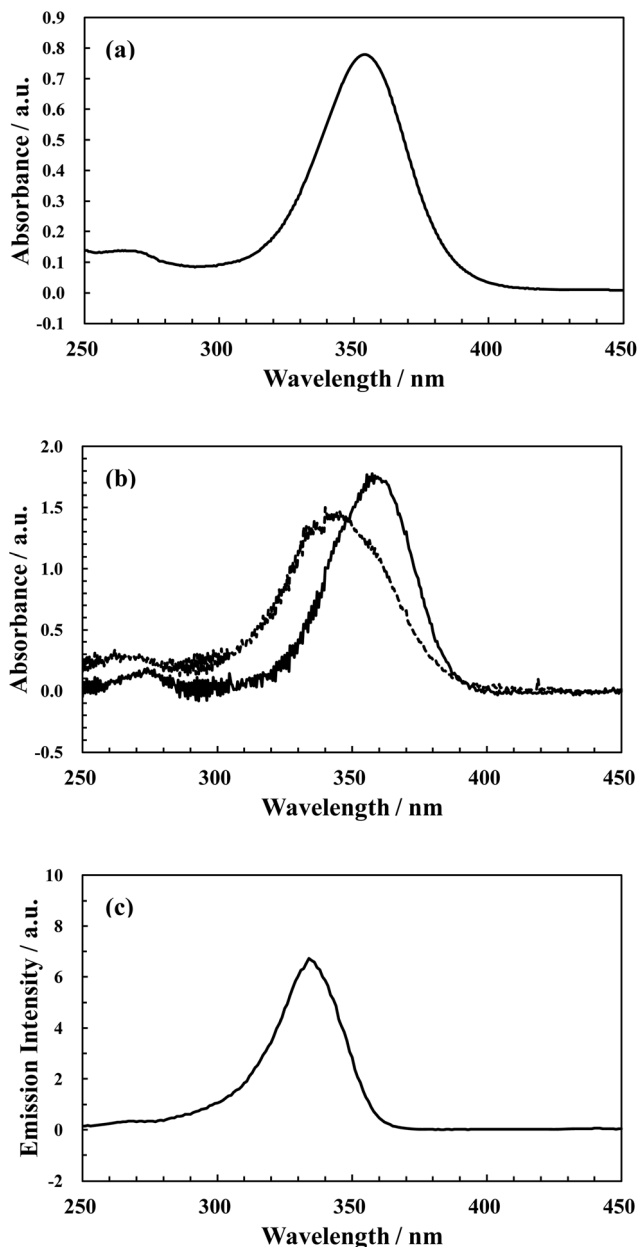 (a)
0.9
0.8
0.7
0.6
0.5
0.4
0.3
0.2
0.1
0.0
-0.1
Absorbance / a.u.
250 300 350 400 450
Wavelength / nm
(b)
2.0
1.5
1.0
0.5
0.0
-0.5
Absorbance / a.u.
250 300 350 400 450
Wavelength / nm
(c)
10
8
6
4
2
0
-2
Emission Intensity / a.u.
250 300 350 400 450
Wavelength / nm